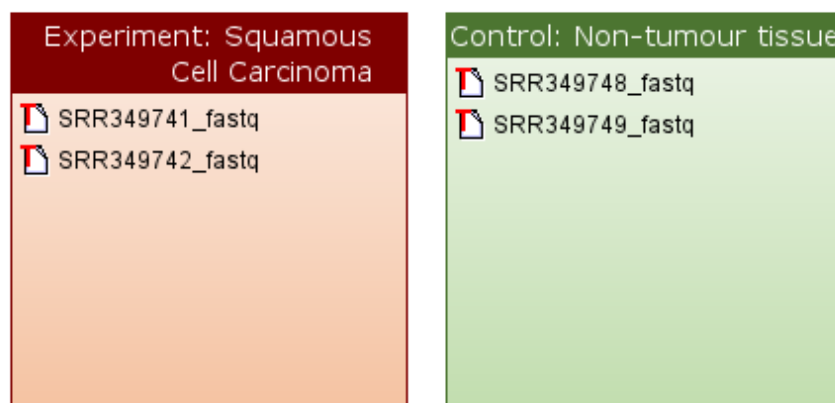 Experiment: Squamous
Cell Carcinoma
SRR349741_fastq
SRR349742_fastq
Control: Non-tumour tissue
SRR349748_fastq
SRR349749_fastq